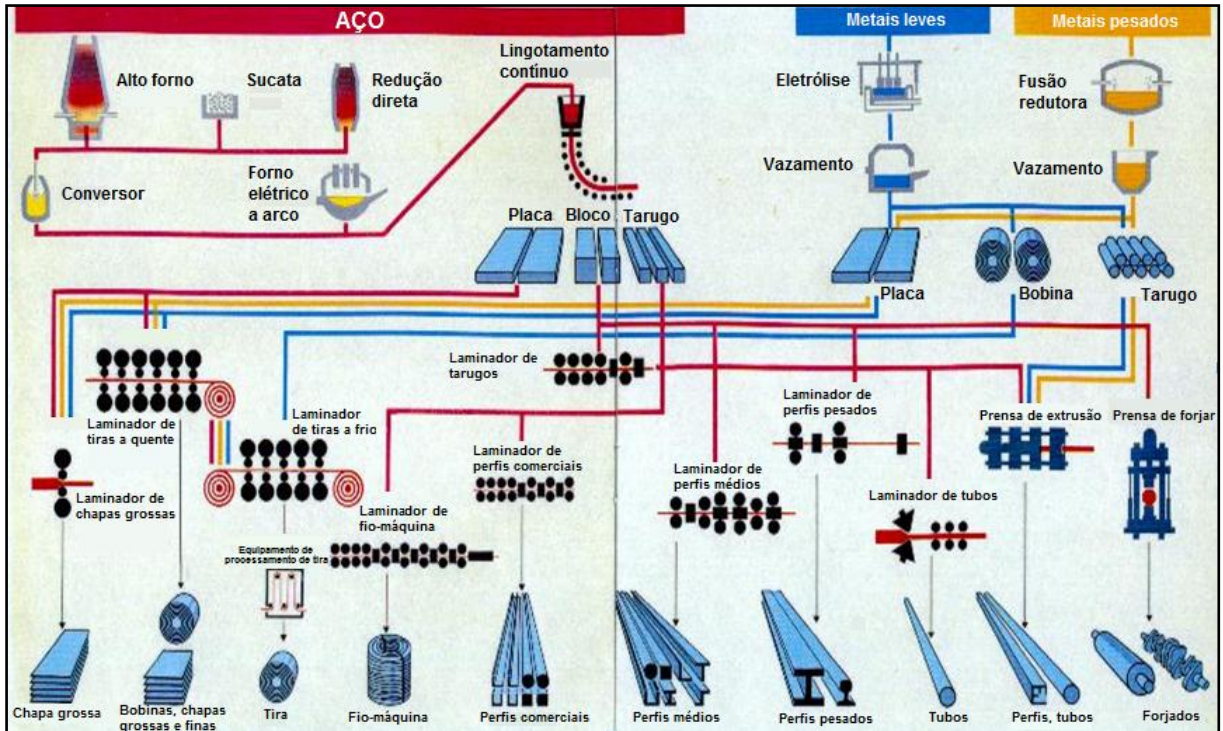 AÇO
Metais leves
Metais pesados
Alto forno
Sucata
Redução
direta
Lingotamento
contínuo
Eletrólise
Fusão
redutora
Conversor
Forno
elétrico
a arco
Vazamento
Vazamento
Placa
Bloco
Tarugo
Placa
Bobina
Tarugo
Laminador de
tiras a quente
Laminador
de tiras a frio
Laminador de
tarugos
Laminador de
perfis pesados
Prensa de extrusão
Prensa de forjar
Laminador de
chapas grossas
Laminador de
perfis comerciais
Laminador de
perfis médios
Laminador de tubos
Laminador de
fio-máquina
Equipamento de
processamento de tira
Chapa grossa
Bobinas, chapas
grossas e finas
Tira
Fio-máquina
Perfis comerciais
Perfis médios
Perfis pesados
Tubos
Perfis, tubos
Forjados